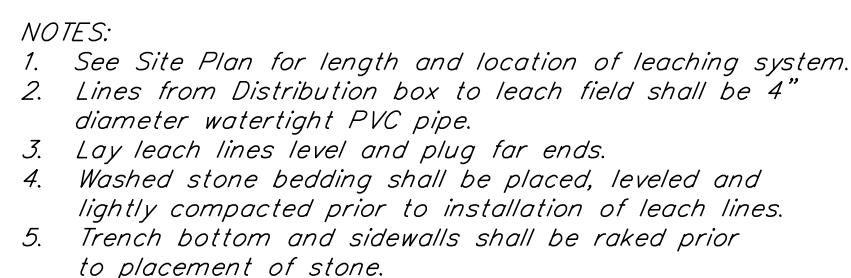 NOTES:
1. See Site Plan for length and location of leaching system.
2. Lines from Distribution box to leach field shall be 4”
diameter watertight PVC pipe.
3. Lay leach lines level and plug far ends.
4. Washed stone bedding shall be placed, leveled and
lightly compacted prior to installation of leach lines.
5. Trench bottom and sidewalls shall be raked prior
to placement of stone.